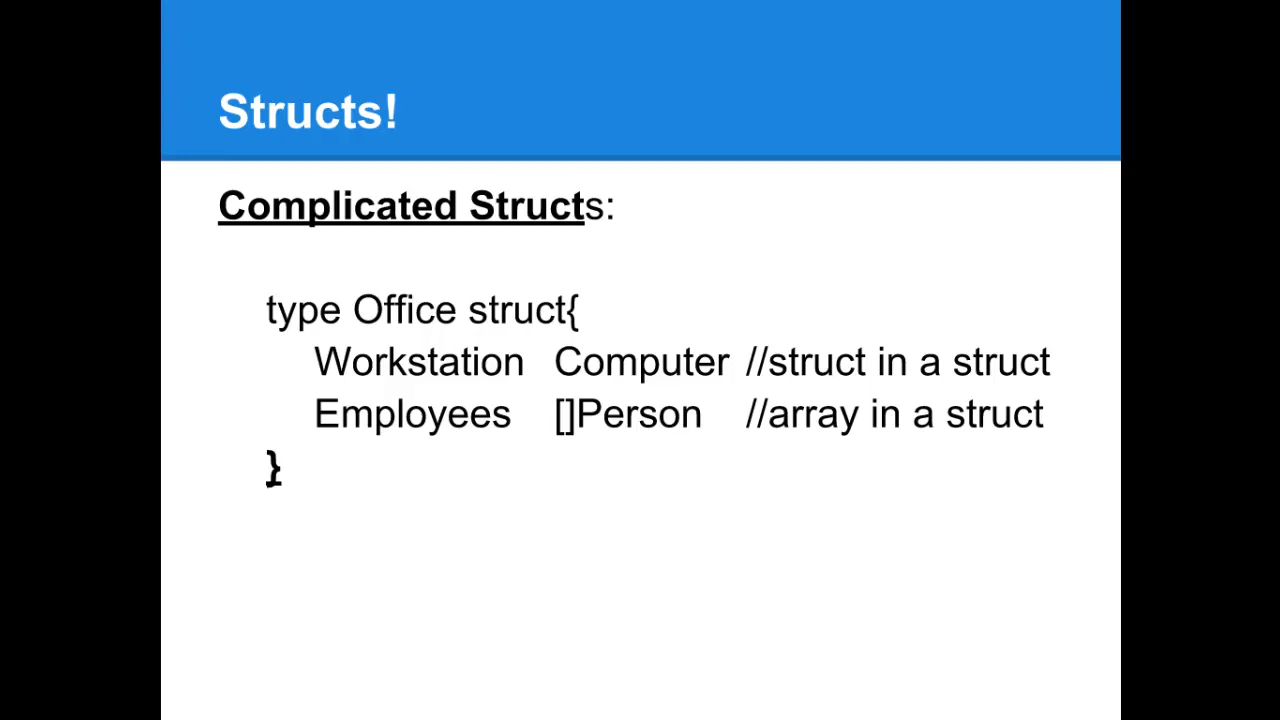 Structs!
Complicated Structs:
type Office struct{
Workstation Computer //struct in a struct
Employees []Person //array in a struct
}